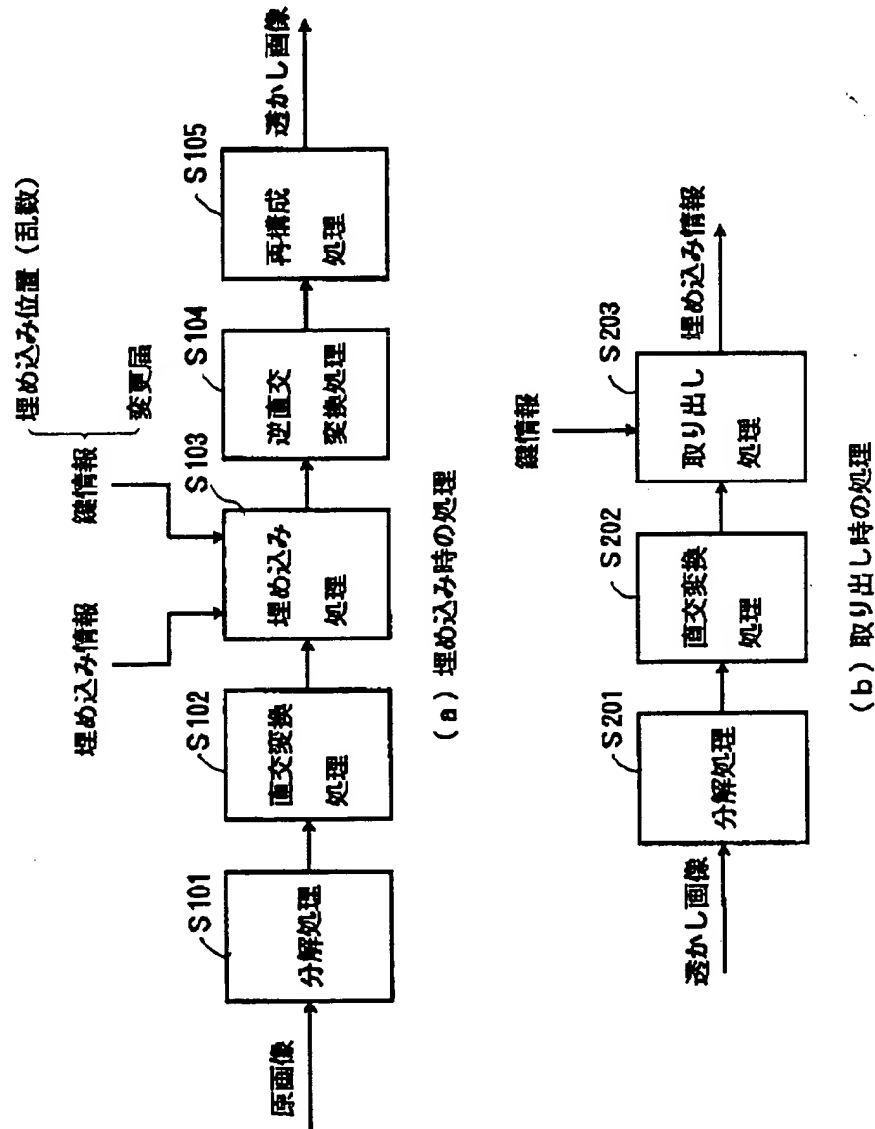 埋め込み位置(乱数)
変更届
鍵情報
埋め込み情報
原画像
S101
分解処理
S102
直交変換
処理
S103
埋め込み
処理
S104
逆直交
変換処理
S105
再構成
処理
透かし画像
(a) 埋め込み時の処理
透かし画像
S201
分解処理
S202
直交変換
処理
鍵情報
S203
取り出し
処理
埋め込み情報
(b) 取り出し時の処理